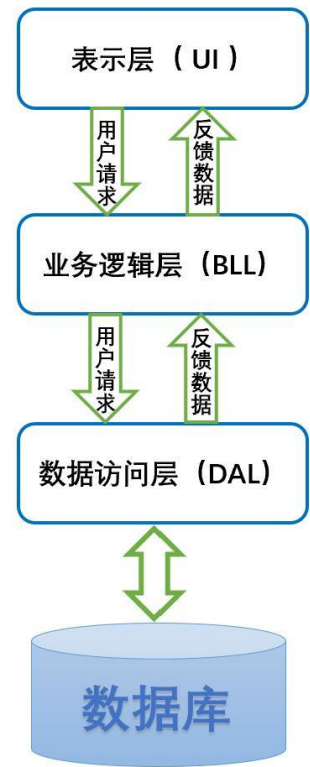 表示层（ UI ）
用户请求
反馈数据
业务逻辑层（BLL）
用户请求
反馈数据
数据访问层（DAL）
数据库